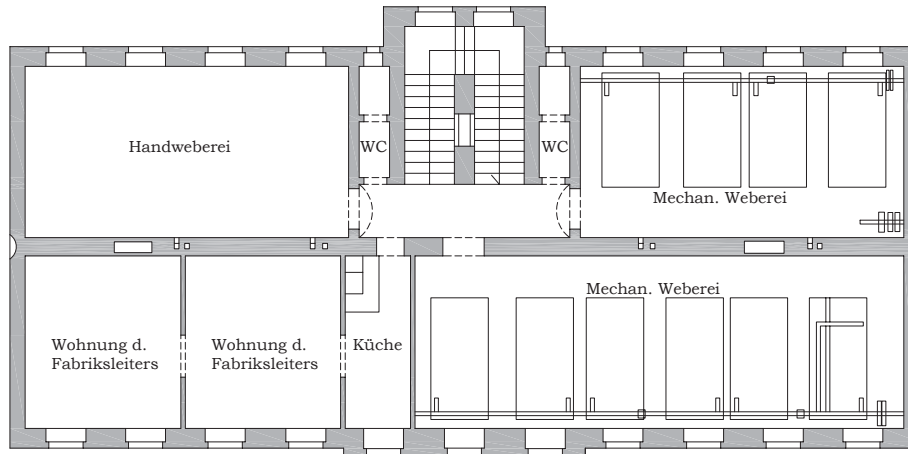 Handweberei
WC
WC
Mechan. Weberei
Mechan. Weberei
Wohnung d.
Fabriksleiters
Wohnung d.
Fabriksleiters
Küche